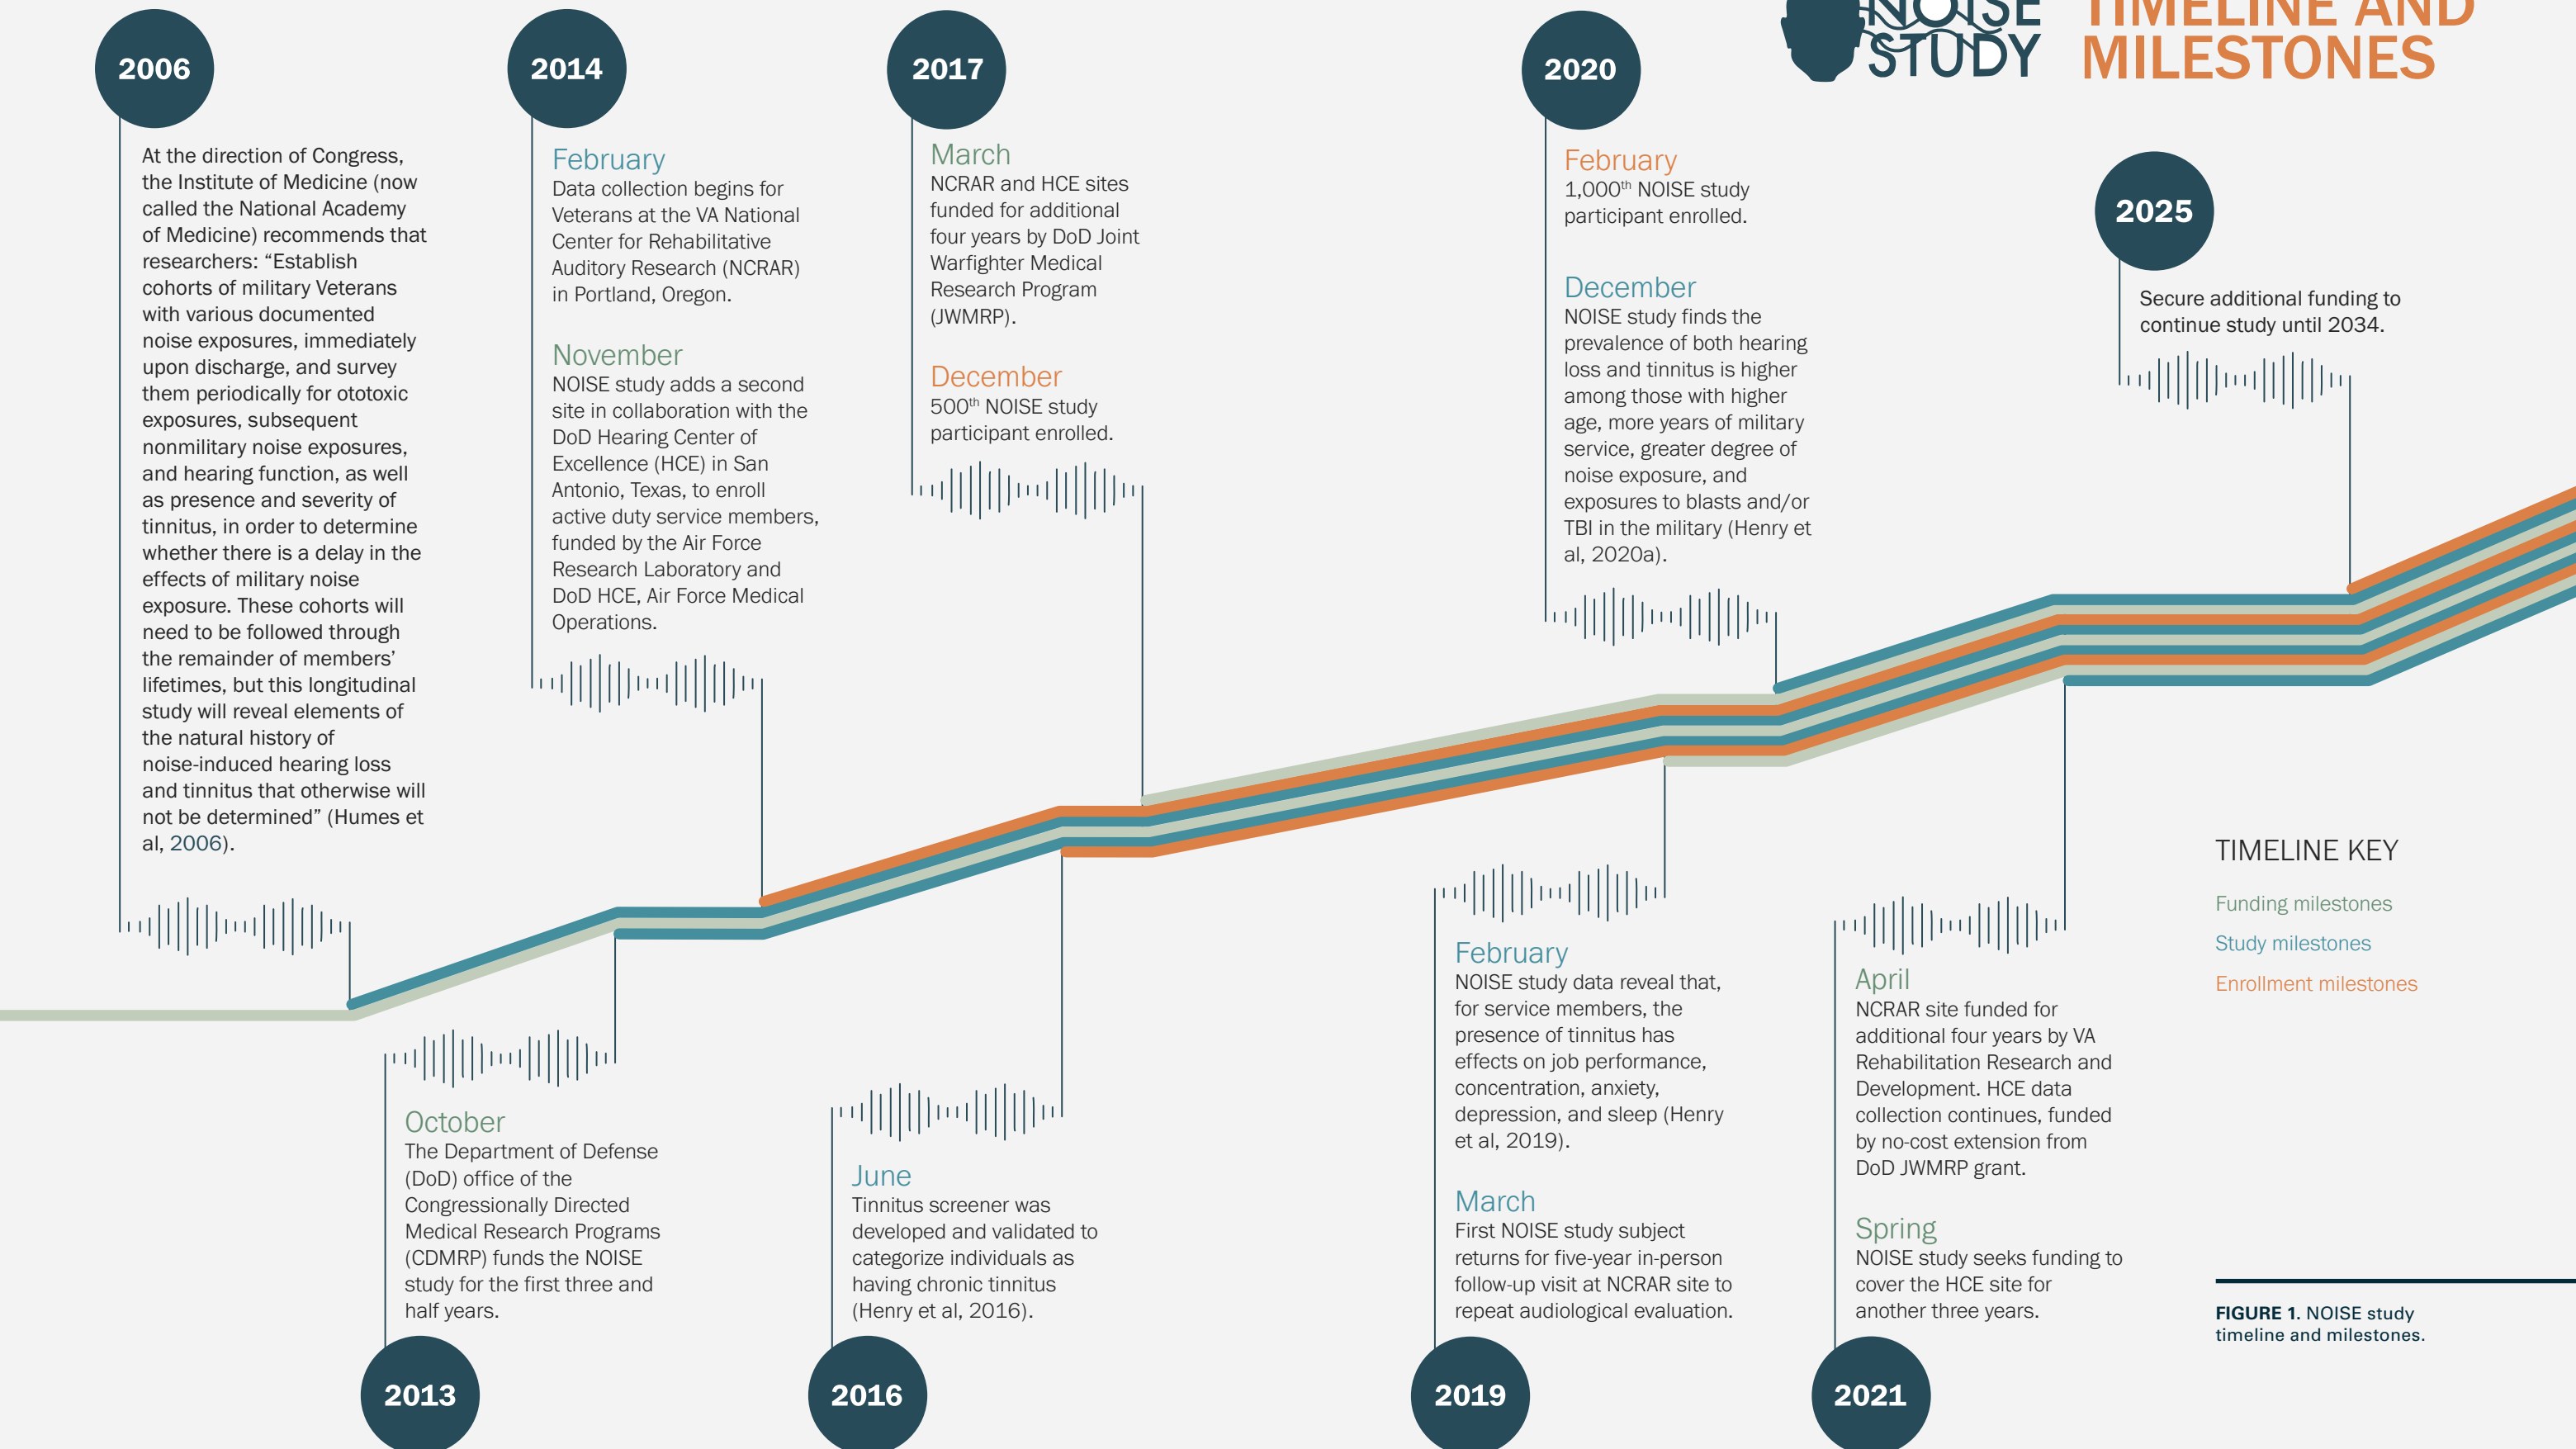 NOISE
STUDY
TIMELINE AND
MILESTONES
2006
At the direction of Congress,
the Institute of Medicine (now
called the National Academy
of Medicine) recommends that
researchers: “Establish
cohorts of military Veterans
with various documented
noise exposures, immediately
upon discharge, and survey
them periodically for ototoxic
exposures, subsequent
nonmilitary noise exposures,
and hearing function, as well
as presence and severity of
tinnitus, in order to determine
whether there is a delay in the
effects of military noise
exposure. These cohorts will
need to be followed through
the remainder of members’
lifetimes, but this longitudinal
study will reveal elements of
the natural history of
noise-induced hearing loss
and tinnitus that otherwise will
not be determined” (Humes et
al, 2006).
2014
February
Data collection begins for
Veterans at the VA National
Center for Rehabilitative
Auditory Research (NCRAR)
in Portland, Oregon.
November
NOISE study adds a second
site in collaboration with the
DoD Hearing Center of
Excellence (HCE) in San
Antonio, Texas, to enroll
active duty service members,
funded by the Air Force
Research Laboratory and
DoD HCE, Air Force Medical
Operations.
2017
March
NCRAR and HCE sites
funded for additional
four years by DoD Joint
Warfighter Medical
Research Program
(JWMRP).
December
500th NOISE study
participant enrolled.
2020
February
1,000th NOISE study
participant enrolled.
December
NOISE study finds the
prevalence of both hearing
loss and tinnitus is higher
among those with higher
age, more years of military
service, greater degree of
noise exposure, and
exposures to blasts and/or
TBI in the military (Henry et
al, 2020a).
2025
Secure additional funding to
continue study until 2034.
October
The Department of Defense
(DoD) office of the
Congressionally Directed
Medical Research Programs
(CDMRP) funds the NOISE
study for the first three and
half years.
2013
June
Tinnitus screener was
developed and validated to
categorize individuals as
having chronic tinnitus
(Henry et al, 2016).
2016
February
NOISE study data reveal that,
for service members, the
presence of tinnitus has
effects on job performance,
concentration, anxiety,
depression, and sleep (Henry
et al, 2019).
March
First NOISE study subject
returns for five-year in-person
follow-up visit at NCRAR site to
repeat audiological evaluation.
2019
April
NCRAR site funded for
additional four years by VA
Rehabilitation Research and
Development. HCE data
collection continues, funded
by no-cost extension from
DoD JWMRP grant.
Spring
NOISE study seeks funding to
cover the HCE site for
another three years.
2021
TIMELINE KEY
Funding milestones
Study milestones
Enrollment milestones
FIGURE 1. NOISE study
timeline and milestones.